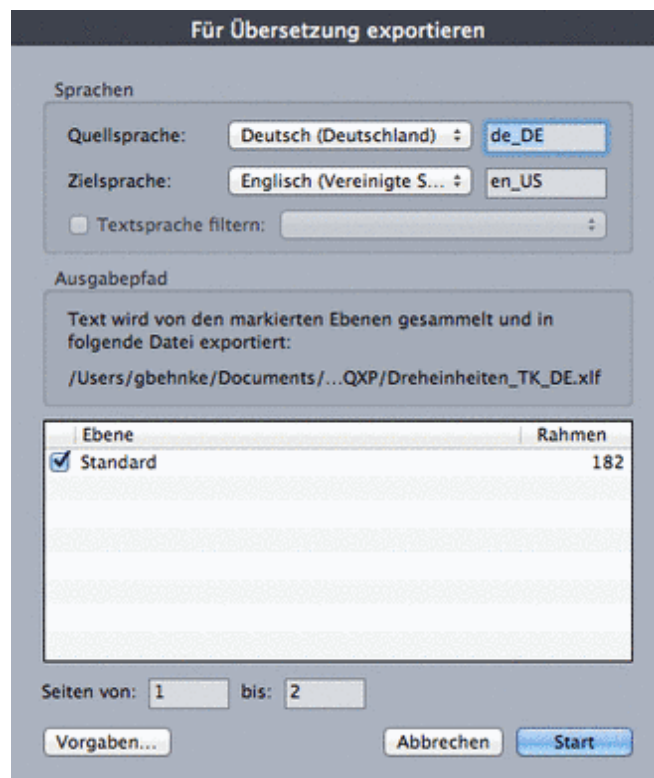 Für Übersetzung exportieren
Sprachen
Quellsprache: Deutsch (Deutschland) de_DE
Zielsprache: Englisch (Vereinigte S... en_US
Textsprache filtern:
Ausgabepfad
Text wird von den markierten Ebenen gesammelt und in
folgende Datei exportiert:
/Users/gbehnke/Documents/...QXP/Dreheinheiten_TK_DE.xlf
Ebene Rahmen
Standard 182
Seiten von: 1 bis: 2
Vorgaben... Abbrechen Start